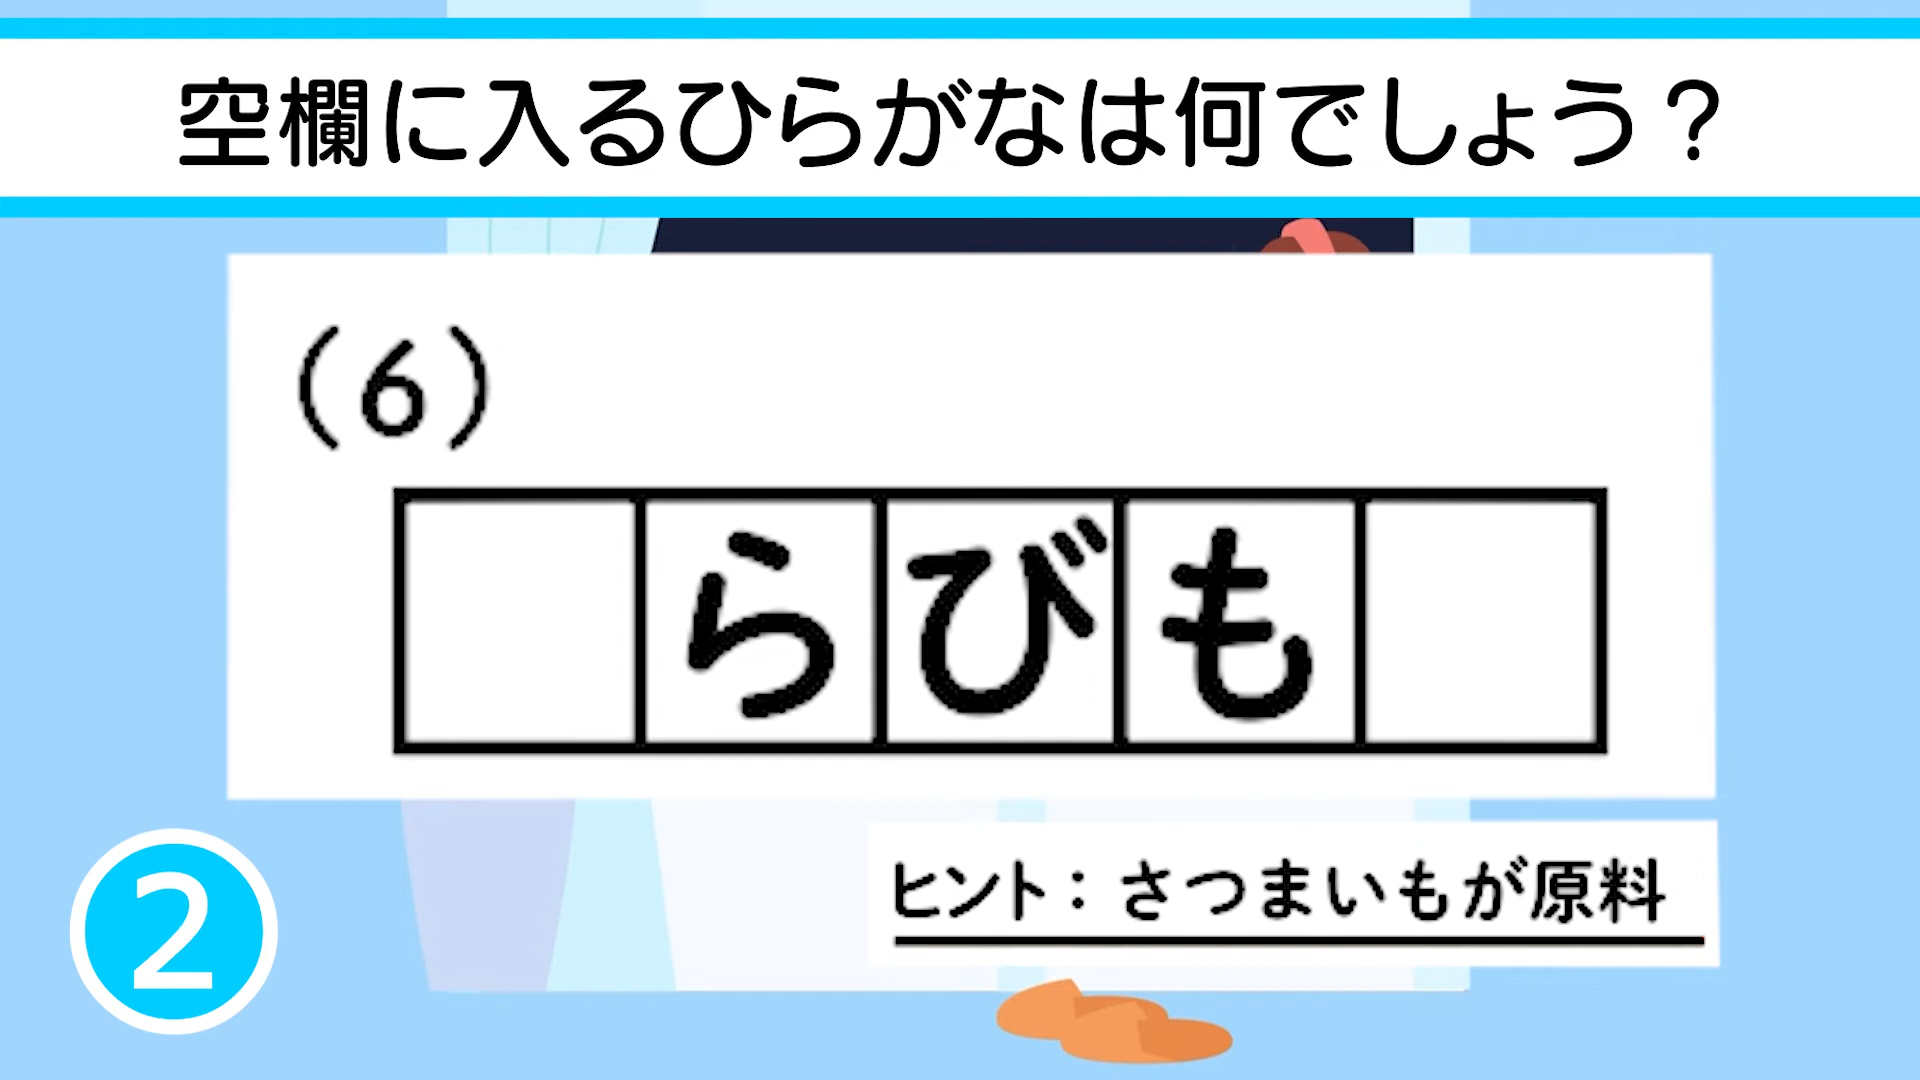 空欄に入るひらがなは何でしょう？
（6）
らびも
ヒント：さつまいもが原料
2